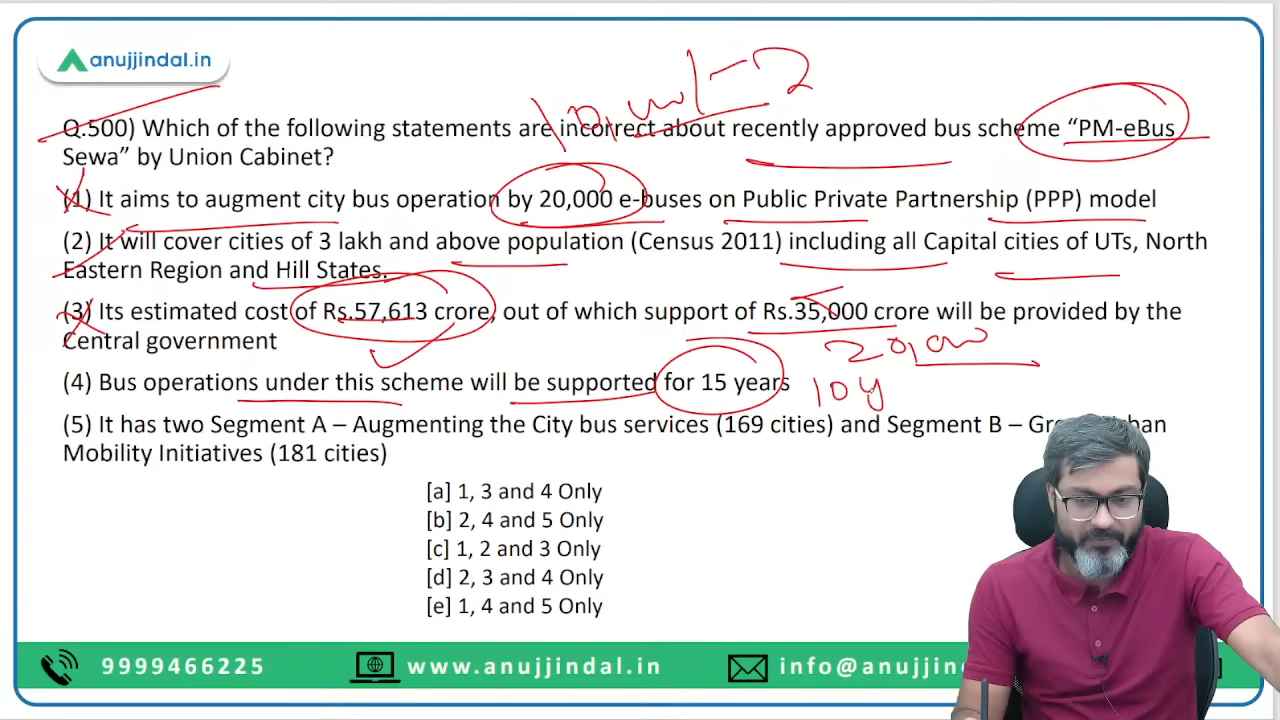 anujjindal.in
10,000 - 2
Q.500) Which of the following statements are incorrect about recently approved bus scheme “PM-eBus
Sewa” by Union Cabinet?
(1) It aims to augment city bus operation by 20,000 e-buses on Public Private Partnership (PPP) model
(2) It will cover cities of 3 lakh and above population (Census 2011) including all Capital cities of UTs, North
Eastern Region and Hill States.
(3) Its estimated cost of Rs.57,613 crore, out of which support of Rs.35,000 crore will be provided by the
Central government
20,000
(4) Bus operations under this scheme will be supported for 15 years
10y
(5) It has two Segment A – Augmenting the City bus services (169 cities) and Segment B –
Mobility Initiatives (181 cities)
[a] 1, 3 and 4 Only
[b] 2, 4 and 5 Only
[c] 1, 2 and 3 Only
[d] 2, 3 and 4 Only
[e] 1, 4 and 5 Only
9999466225 www.anujjindal.in